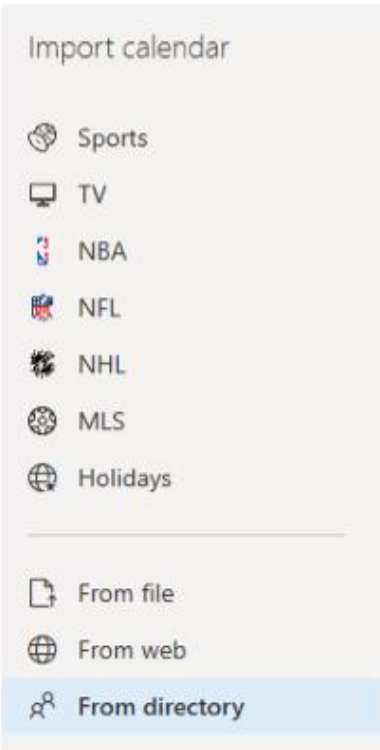 Import calendar
Sports
TV
NBA
NFL
NHL
MLS
Holidays
From file
From web
From directory